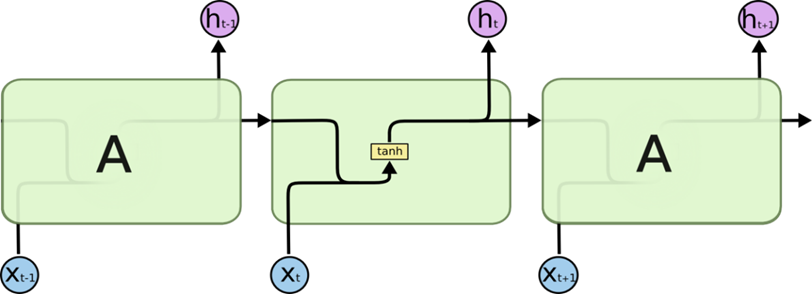 h t-1
h t
h t+1
A
tanh
A
X t-1
X t
X t+1